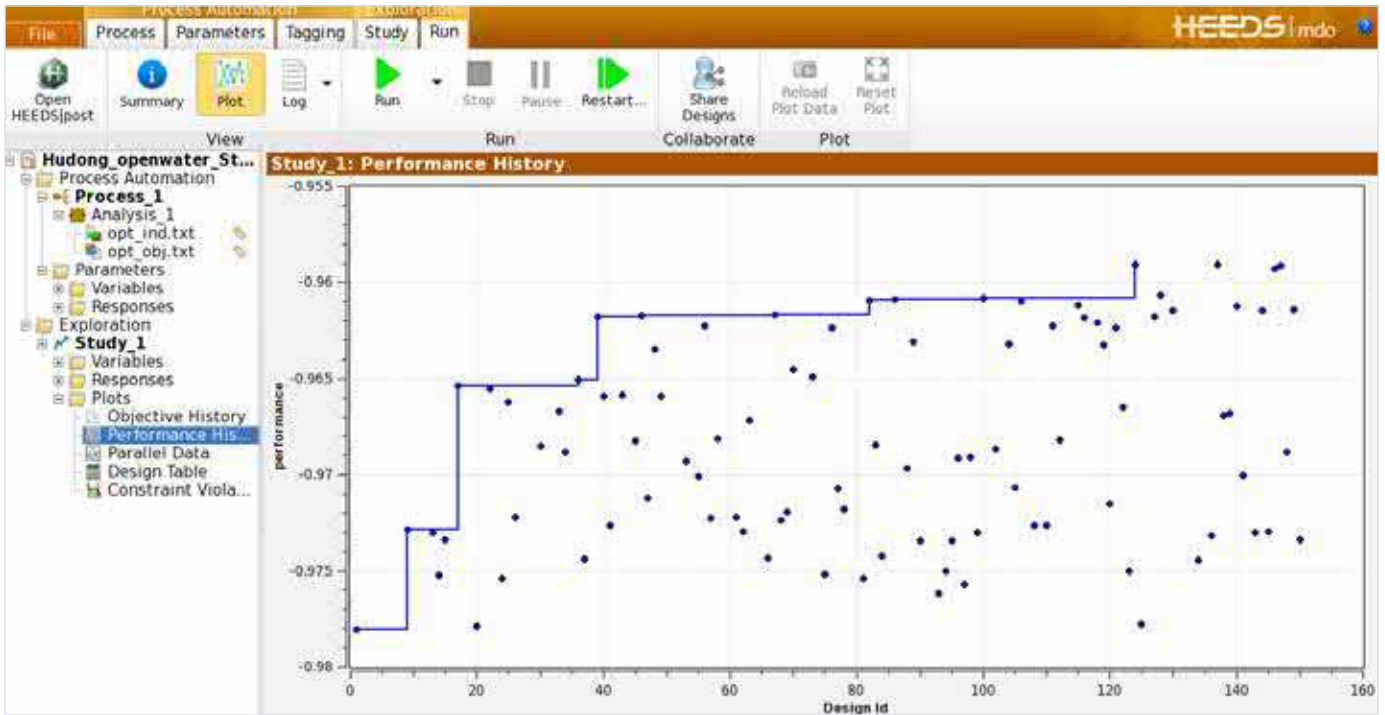 Process Automation Exploration
File Process Parameters Tagging Study Run HEEDS|mdo
Open HEEDS|post
Summary Plot Log Run Stop Pause Restart... Share Designs Reload Plot Data Reset Plot
View Run Collaborate Plot
Hudong_openwater_St...
Process Automation
Process_1
Analysis_1
opt_ind.txt
opt_obj.txt
Parameters
Variables
Responses
Exploration
Study_1
Variables
Responses
Plots
Objective History
Performance His...
Parallel Data
Design Table
Constraint Viola...
Study_1: Performance History
performance
-0.955
-0.96
-0.965
-0.97
-0.975
-0.98
0 20 40 60 80 100 120 140 160
Design Id